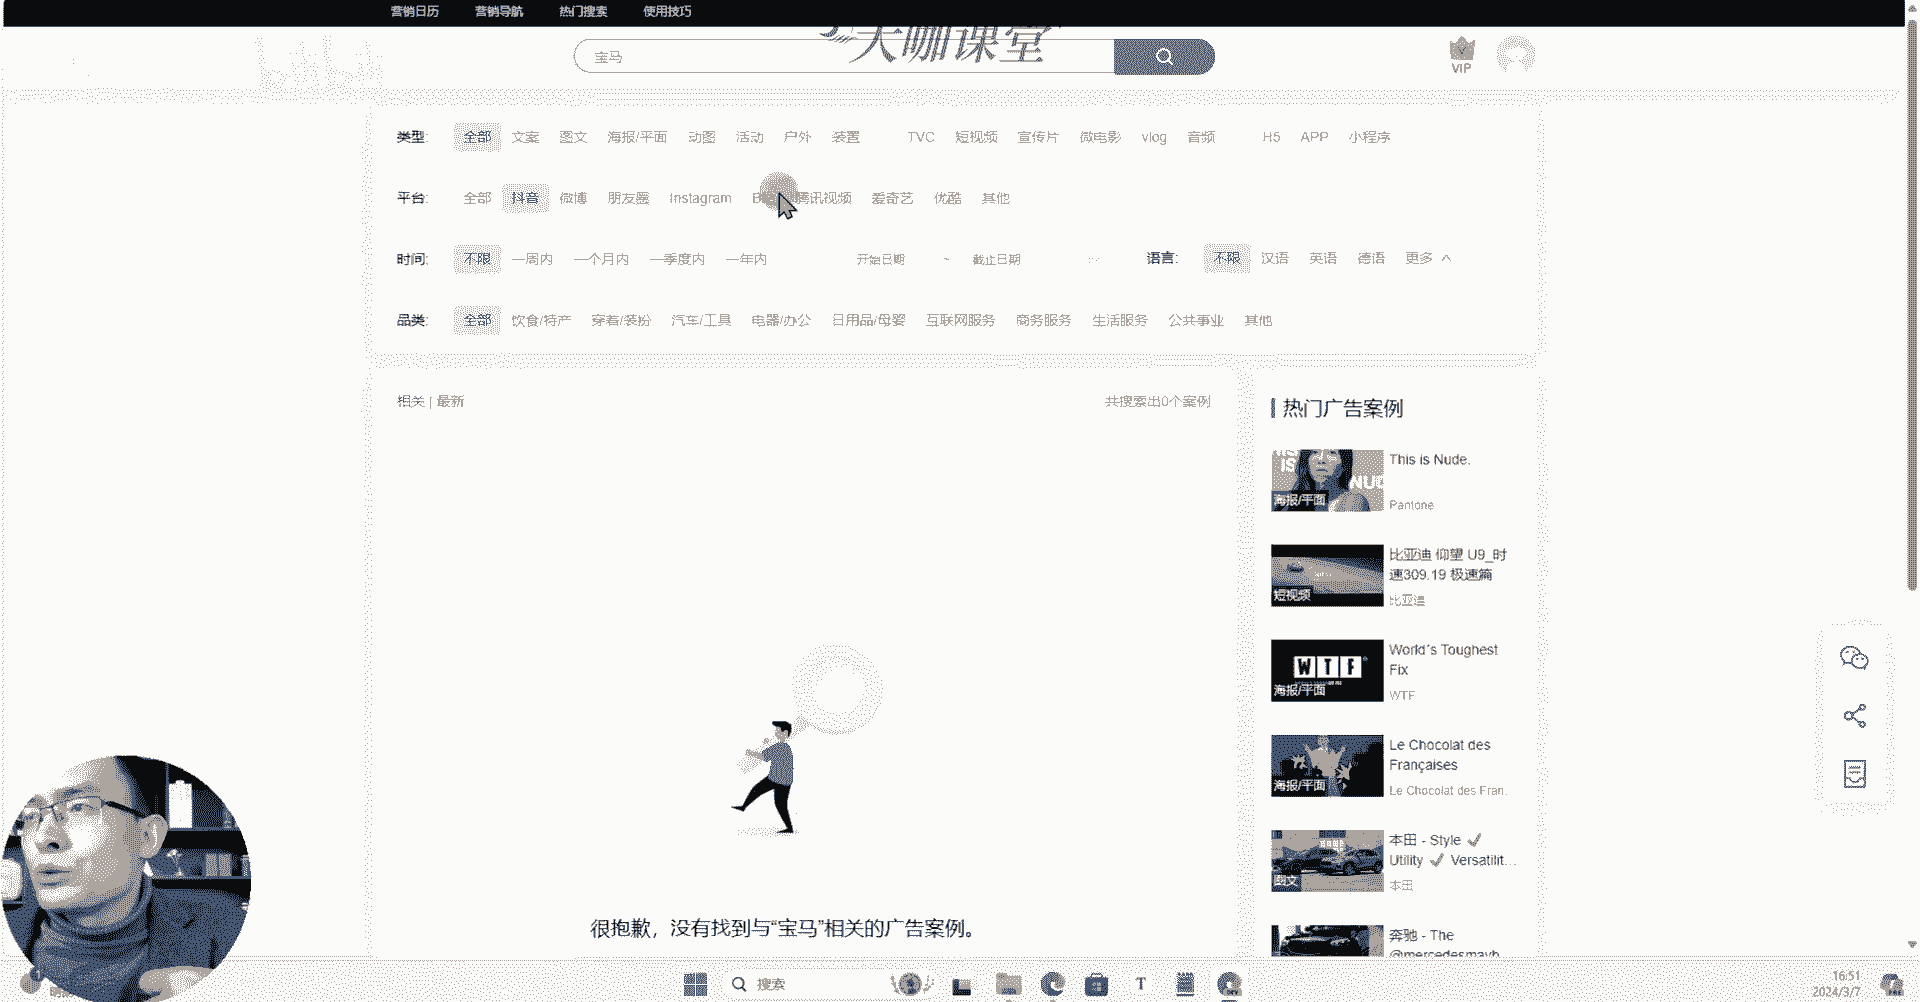 营销日历 营销导航 热门搜索 使用技巧
大咖课堂
宝马
VIP
类型: 全部 文案 图文 海报/平面 动图 活动 户外 装置 TVC 短视频 宣传片 微电影 vlog 音频 H5 APP 小程序
平台: 全部 抖音 微博 朋友圈 Instagram 腾讯视频 爱奇艺 优酷 其他
时间: 不限 一周内 一个月内 一季度内 一年内 开始日期 ~ 截止日期 语言: 不限 汉语 英语 德语 更多
品类: 全部 饮食/特产 穿着/装扮 汽车/工具 电器/办公 日用品/母婴 互联网服务 商务服务 生活服务 公共事业 其他
相关 | 最新 共搜索出0个案例
热门广告案例
THIS IS NUDE
海报/平面
This is Nude.
Pantone
短视频
比亚迪 仰望 U9_时
速309.19 极速篇
比亚迪
WTF
海报/平面
World's Toughest
Fix
WTF
海报/平面
Le Chocolat des
Françaises
Le Chocolat des Fran.
图文
本田 - Style ✓
Utility ✓ Versatilit...
本田
奔驰 - The
@mercedesmayb
很抱歉，没有找到与“宝马”相关的广告案例。
搜索
16:51
2024/3/7